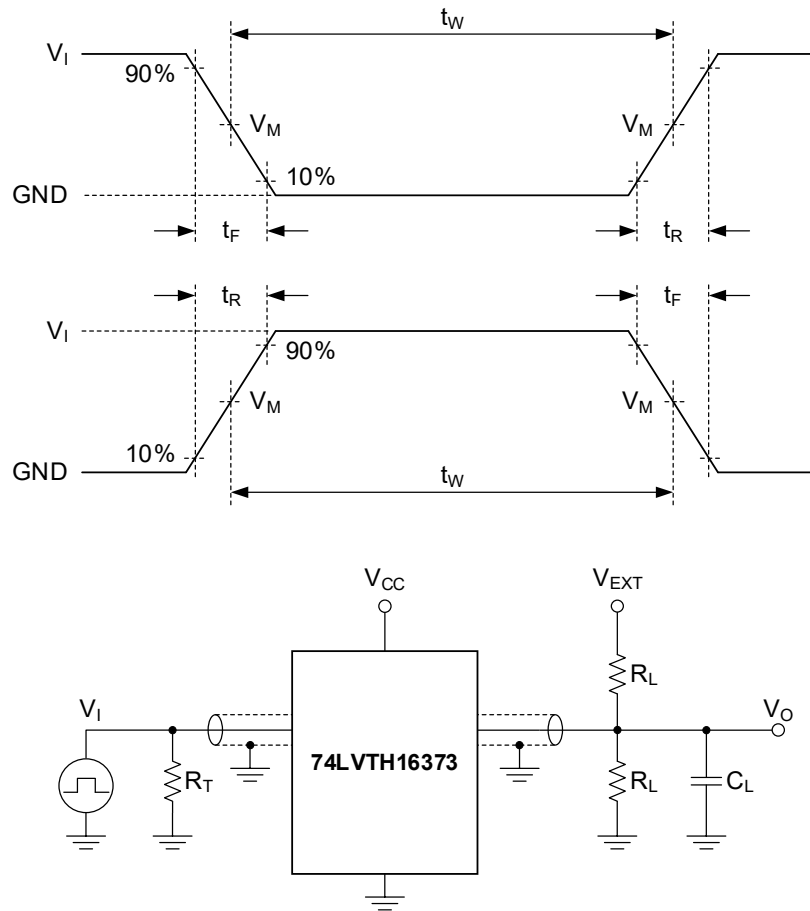 tW
VI
90%
VM
VM
10%
GND
tF
tR
tR
tF
VI
90%
VM
VM
10%
GND
tW
VCC
VEXT
RL
VI
VO
74LVTH16373
RT
RL
CL